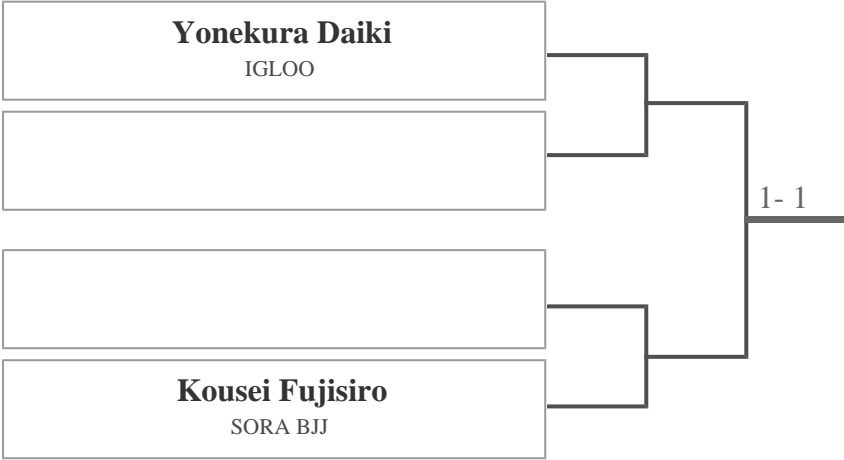 Yonekura Daiki
IGLOO
1- 1
Kousei Fujisiro
SORA BJJ